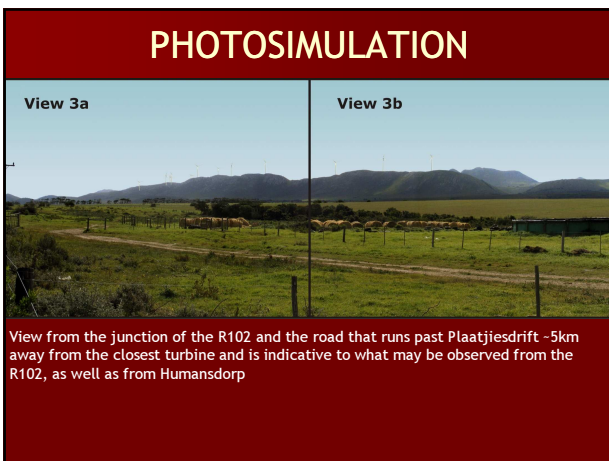 PHOTOSIMULATION
View 3a
View 3b
View from the junction of the R102 and the road that runs past Plaatjiesdrift ~5km
away from the closest turbine and is indicative to what may be observed from the
R102, as well as from Humansdorp